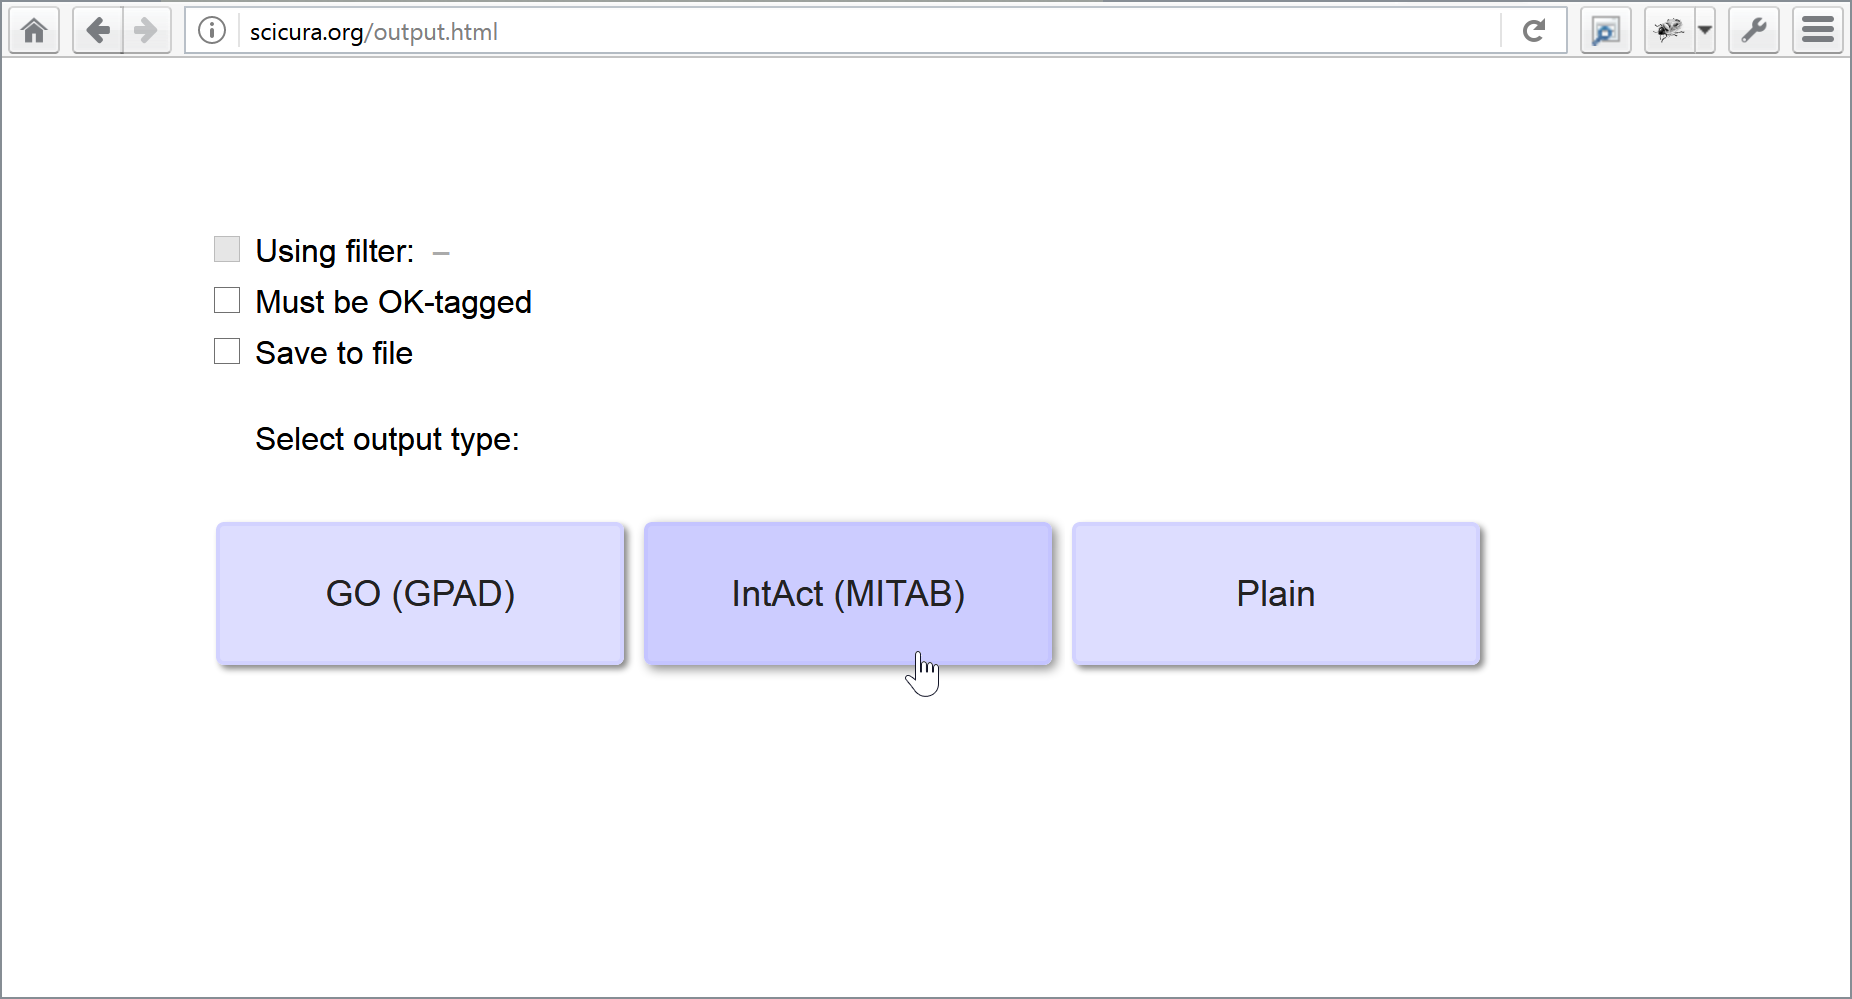 scicura.org/output.html
Using filter: –
Must be OK-tagged
Save to file
Select output type:
GO (GPAD)
IntAct (MITAB)
Plain